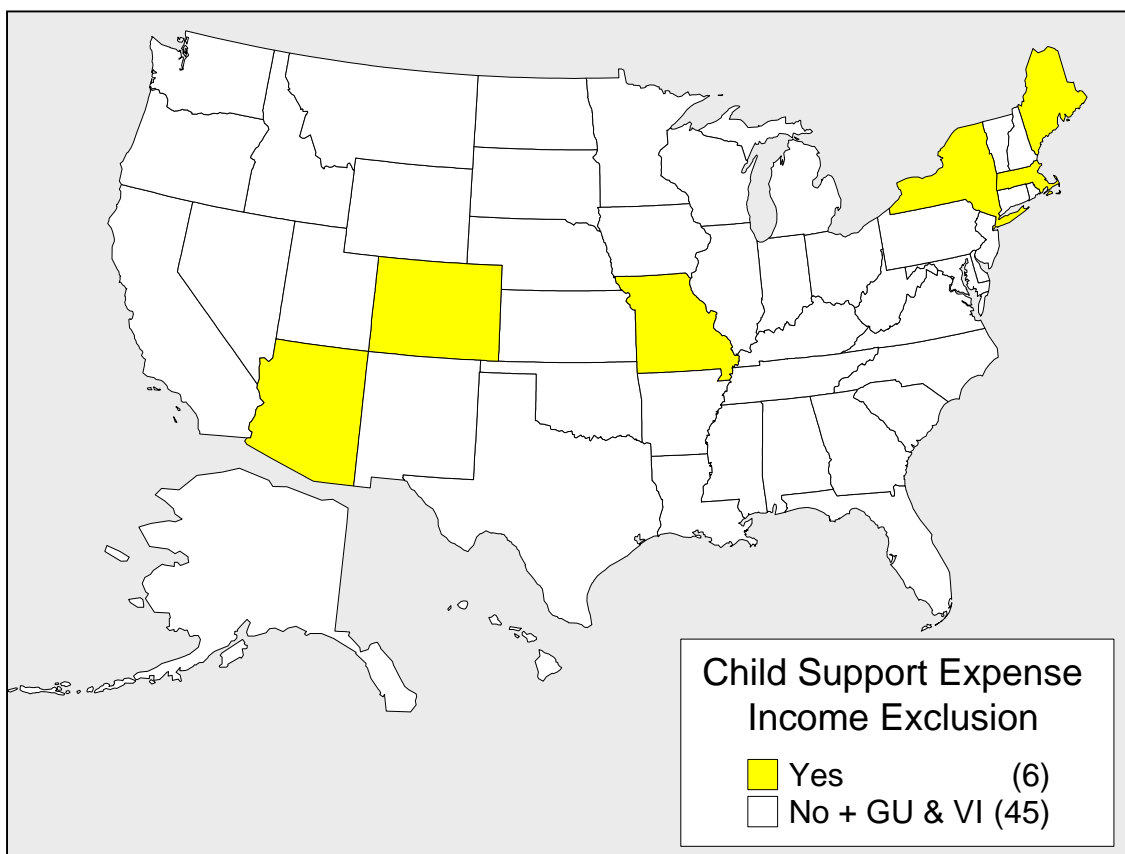 Child Support Expense
Income Exclusion
Yes (6)
No + GU & VI (45)